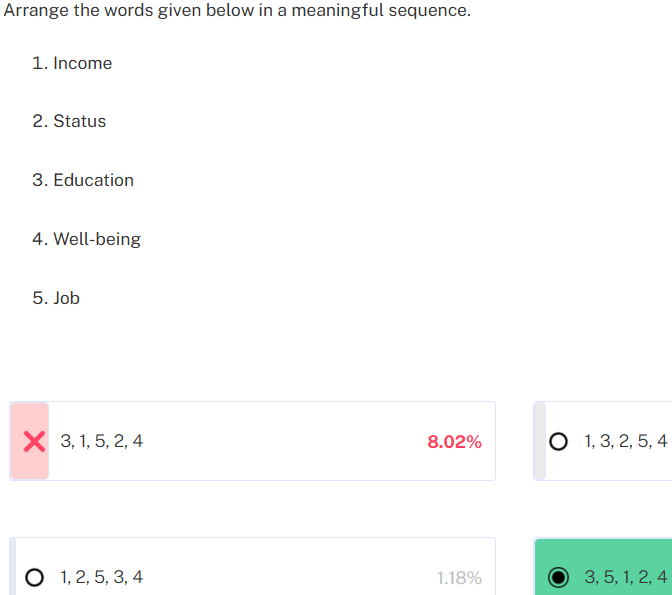 Arrange the words given below in a meaningful sequence.
1. Income
2. Status
3. Education
4. Well-being
5. Job
3, 1, 5, 2, 4 8.02%
1, 3, 2, 5, 4
1, 2, 5, 3, 4 1.18%
3, 5, 1, 2, 4